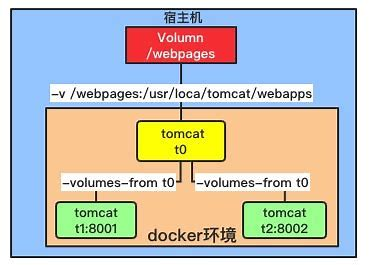 宿主机
Volumn
/webpages
-v /webpages:/usr/loca/tomcat/webapps
tomcat
t0
-volumes-from t0
-volumes-from t0
tomcat
t1:8001
docker环境
tomcat
t2:8002